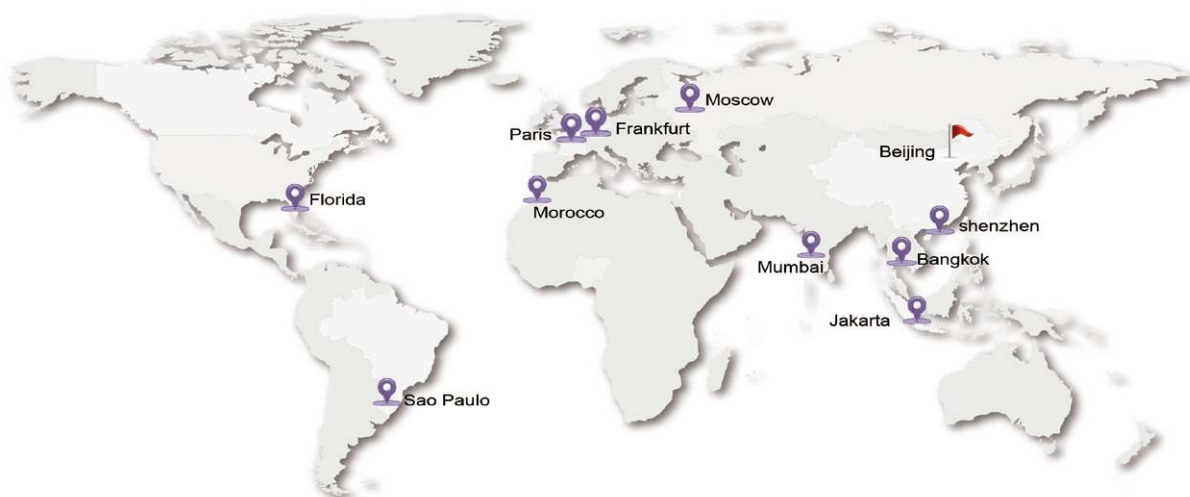 Moscow
Paris
Frankfurt
Beijing
Florida
Morocco
shenzhen
Mumbai
Bangkok
Jakarta
Sao Paulo